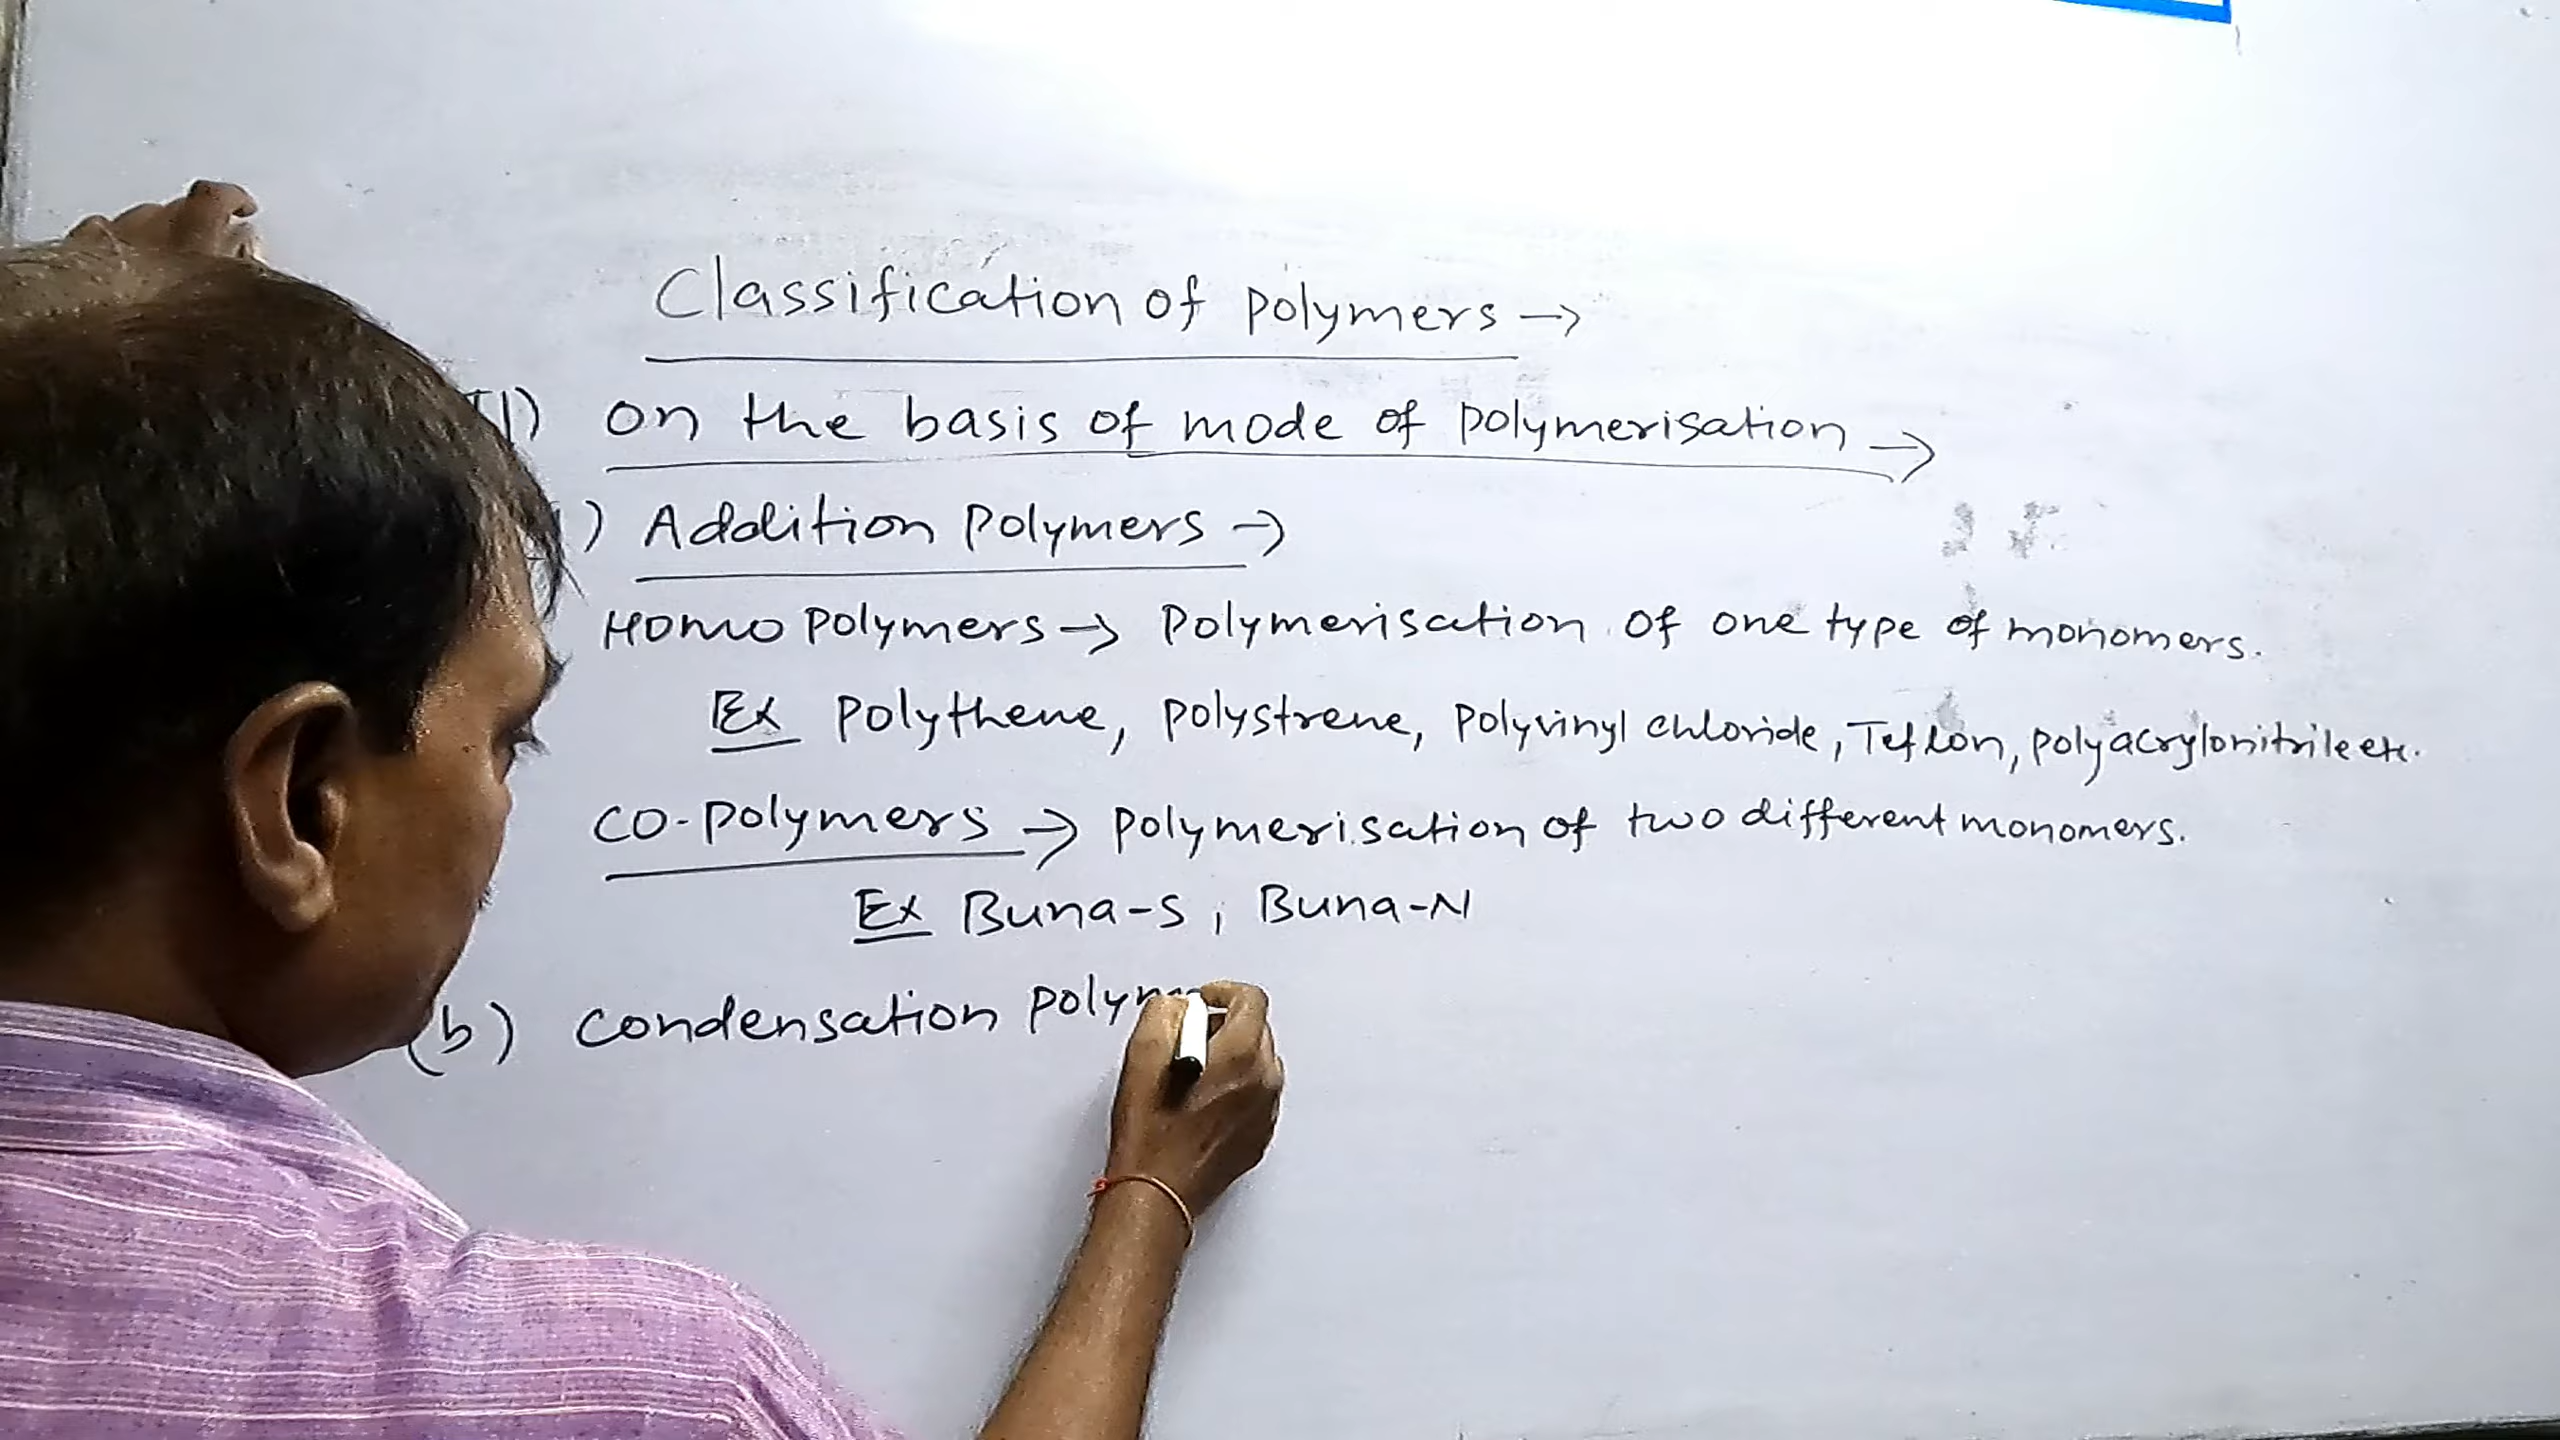 Classification of polymers →
(1) on the basis of mode of polymerisation →
) Addition Polymers →
Homo polymers → Polymerisation of one type of monomers.
Ex Polythene, Polystrene, Polyvinyl chloride, Teflon, Polyacrylonitrile etc.
CO-Polymers → Polymerisation of two different monomers.
Ex Buna-S, Buna-N
(b) Condensation polym